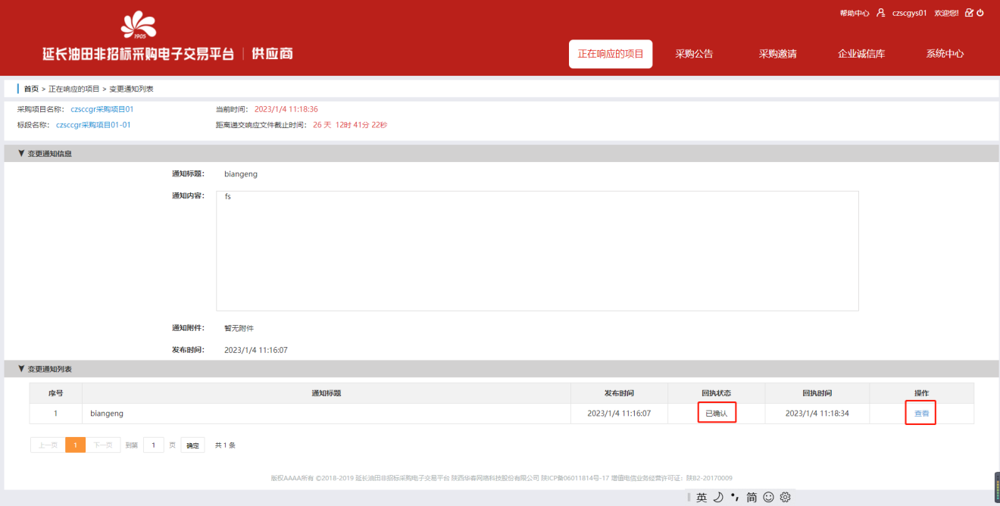 帮助中心 czscgys01 欢迎您!
1905
延长油田非招标采购电子交易平台 | 供应商
正在响应的项目 采购公告 采购邀请 企业诚信库 系统中心
首页 > 正在响应的项目 > 变更通知列表
采购项目名称: czsccgr采购项目01 当前时间: 2023/1/4 11:18:36
标段名称: czsccgr采购项目01-01 距离递交响应文件截止时间: 26 天 12时 41分 22秒
▼ 变更通知信息
通知标题: biangeng
通知内容: fs
通知附件: 暂无附件
发布时间: 2023/1/4 11:16:07
▼ 变更通知列表
序号 通知标题 发布时间 回执状态 回执时间 操作
1 biangeng 2023/1/4 11:16:07 已确认 2023/1/4 11:18:34 查看
上一页 1 下一页 到第 1 页 确定 共 1 条
版权AAAA所有 ©2018-2019 延长油田非招标采购电子交易平台 陕西华春网络科技股份有限公司 陕ICP备06011814号-17 增值电信业务经营许可证: 陕B2-20170009
英 简